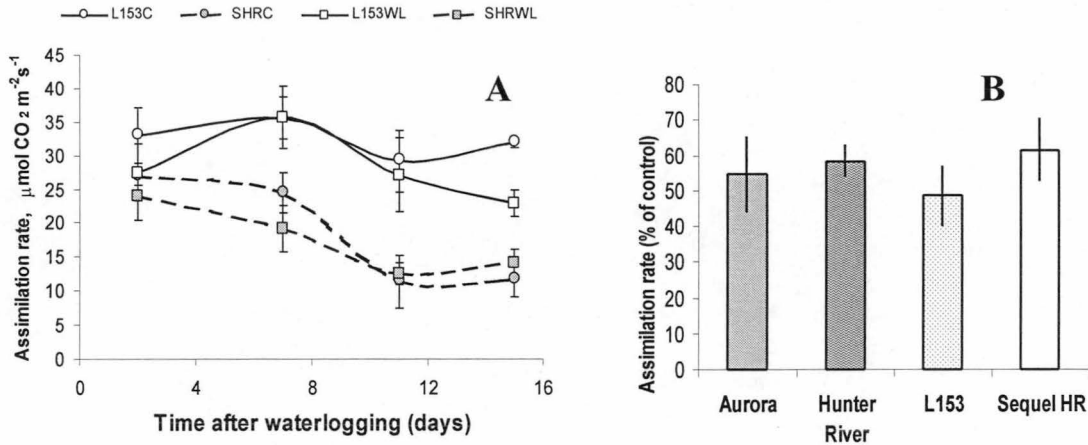 L153C SHRC L153WL SHRWL
A
45
40
35
30
25
20
15
10
5
0
Assimilation rate, μmol CO₂ m⁻²s⁻¹
0 4 8 12 16
Time after waterlogging (days)
B
80
70
60
50
40
30
20
10
0
Assimilation rate (% of control)
Aurora Hunter L153 Sequel HR
River